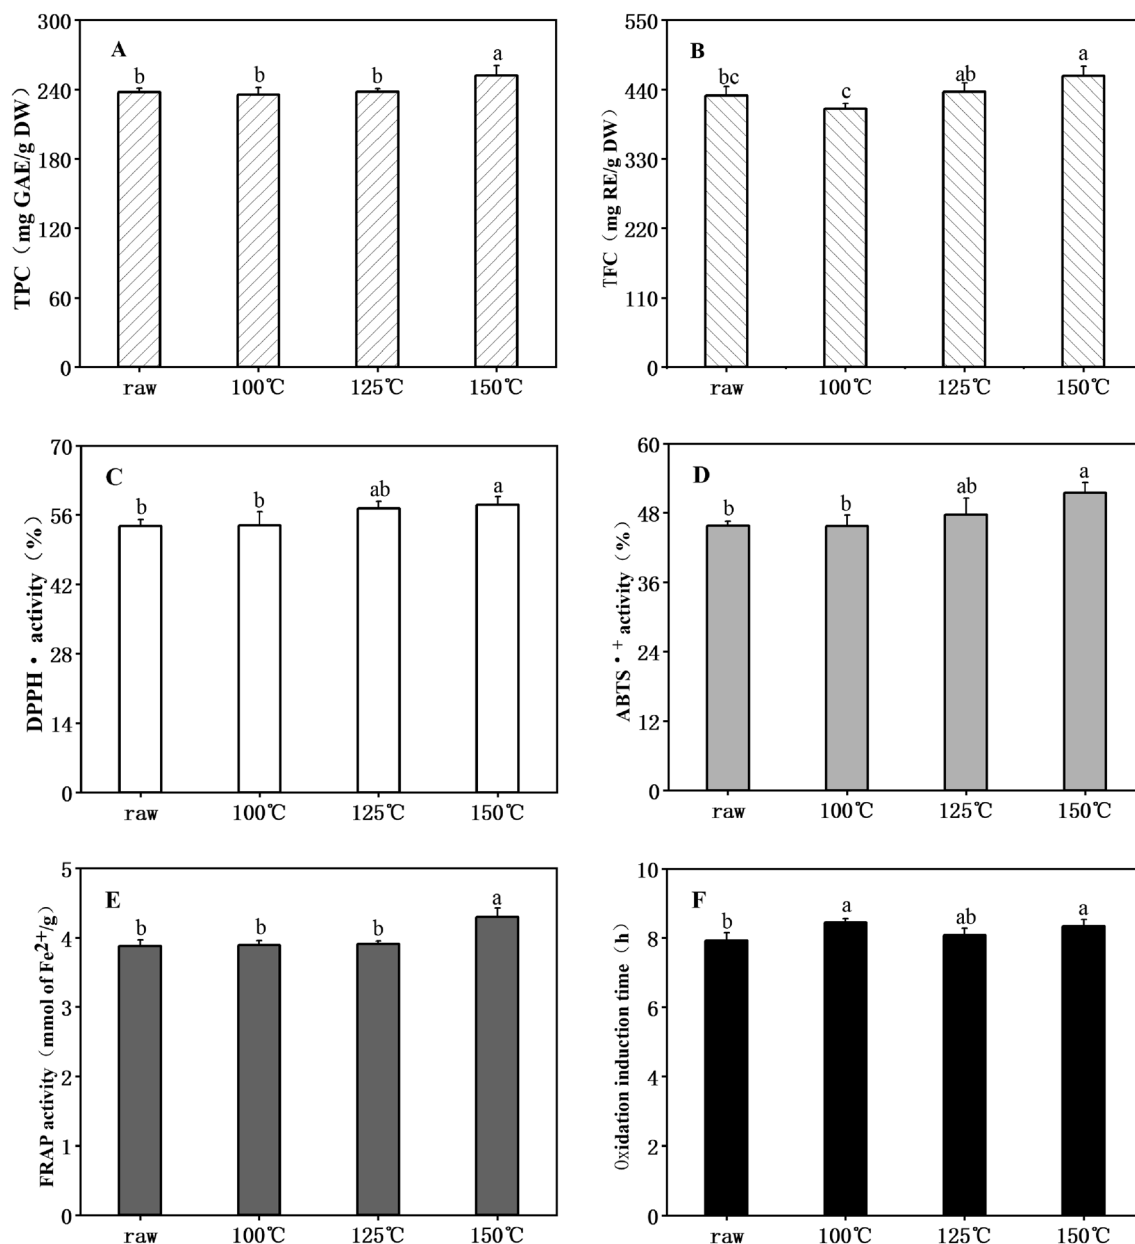 A
TPC（mg GAE/g DW）
300
240
180
120
60
0
b
b
b
a
raw
100℃
125℃
150℃
B
TFC（mg RE/g DW）
550
440
330
220
110
0
bc
c
ab
a
raw
100℃
125℃
150℃
C
DPPH• activity（%）
70
56
42
28
14
0
b
b
ab
a
raw
100℃
125℃
150℃
D
ABTS•+ activity（%）
60
48
36
24
12
0
b
b
ab
a
raw
100℃
125℃
150℃
E
FRAP activity（mmol of Fe2+/g）
5
4
3
2
1
0
b
b
b
a
raw
100℃
125℃
150℃
F
Oxidation induction time（h）
10
8
6
4
2
0
b
a
ab
a
raw
100℃
125℃
150℃